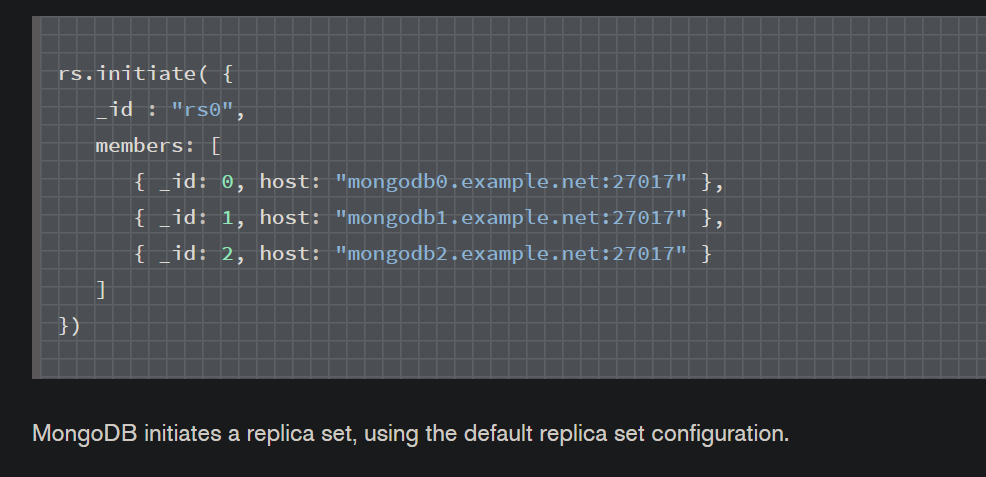 rs.initiate( {
_id : "rs0",
members: [
{ _id: 0, host: "mongodb0.example.net:27017" },
{ _id: 1, host: "mongodb1.example.net:27017" },
{ _id: 2, host: "mongodb2.example.net:27017" }
]
})
MongoDB initiates a replica set, using the default replica set configuration.